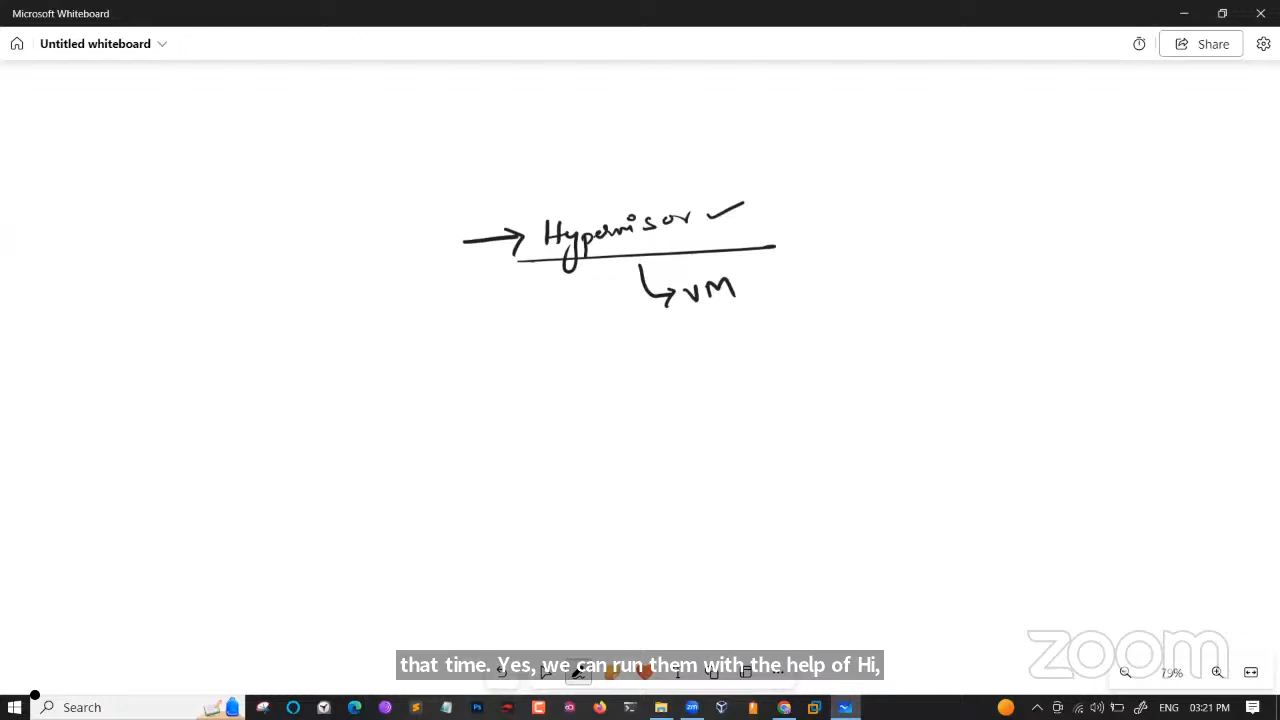 Microsoft Whiteboard
Untitled whiteboard
Share
→ Hypervisor ✓
↳ VM
that time. Yes, we can run them with the help of Hi,
zoom
79%
Search
ENG 03:21 PM